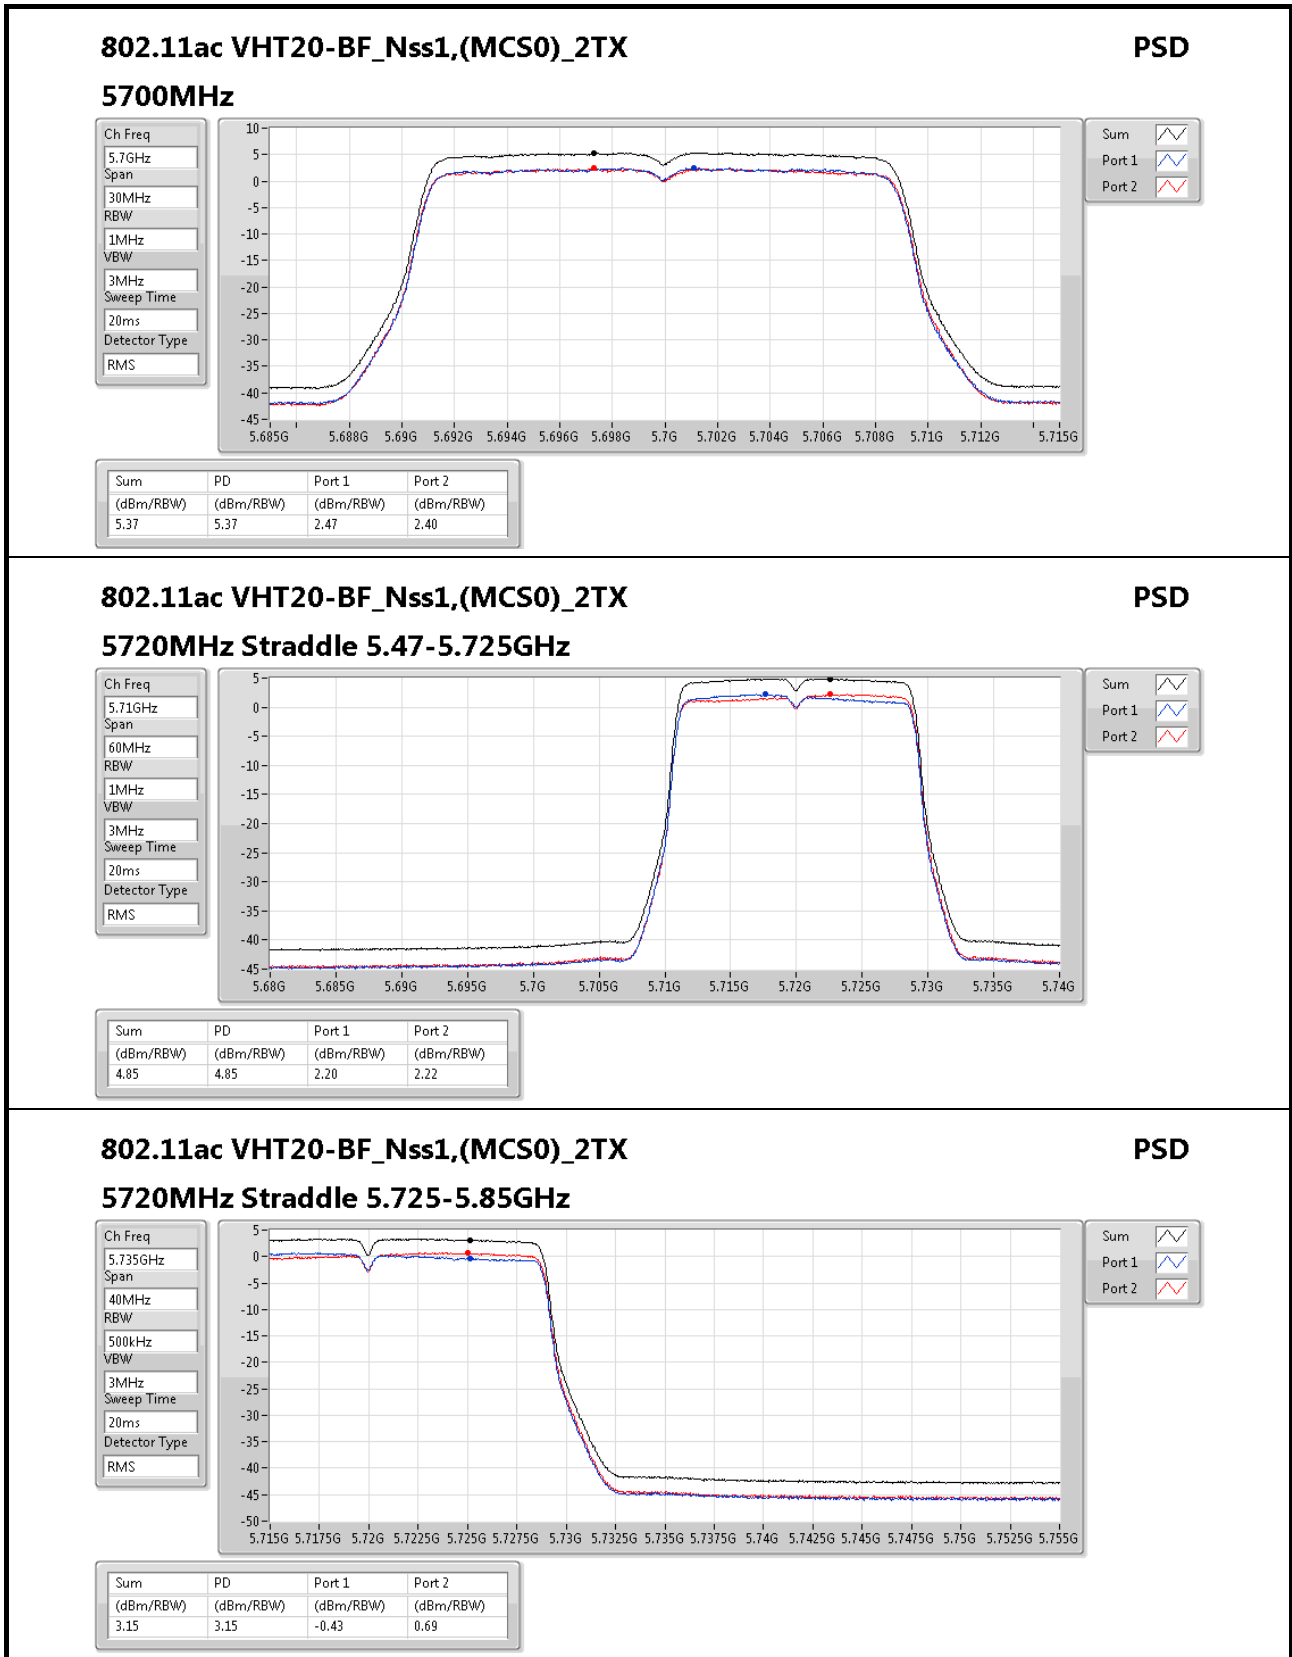 802.11ac VHT20-BF_Nss1,(MCS0)_2TX PSD
5700MHz
Ch Freq
5.7GHz
Span
30MHz
RBW
1MHz
VBW
3MHz
Sweep Time
20ms
Detector Type
RMS
10
5
0
-5
-10
-15
-20
-25
-30
-35
-40
-45
5.685G 5.688G 5.69G 5.692G 5.694G 5.696G 5.698G 5.7G 5.702G 5.704G 5.706G 5.708G 5.71G 5.712G 5.715G
Sum
Port 1
Port 2
Sum PD Port 1 Port 2
(dBm/RBW) (dBm/RBW) (dBm/RBW) (dBm/RBW)
5.37 5.37 2.47 2.40
802.11ac VHT20-BF_Nss1,(MCS0)_2TX PSD
5720MHz Straddle 5.47-5.725GHz
Ch Freq
5.71GHz
Span
60MHz
RBW
1MHz
VBW
3MHz
Sweep Time
20ms
Detector Type
RMS
5
0
-5
-10
-15
-20
-25
-30
-35
-40
-45
5.68G 5.685G 5.69G 5.695G 5.7G 5.705G 5.71G 5.715G 5.72G 5.725G 5.73G 5.735G 5.74G
Sum
Port 1
Port 2
Sum PD Port 1 Port 2
(dBm/RBW) (dBm/RBW) (dBm/RBW) (dBm/RBW)
4.85 4.85 2.20 2.22
802.11ac VHT20-BF_Nss1,(MCS0)_2TX PSD
5720MHz Straddle 5.725-5.85GHz
Ch Freq
5.735GHz
Span
40MHz
RBW
500kHz
VBW
3MHz
Sweep Time
20ms
Detector Type
RMS
5
0
-5
-10
-15
-20
-25
-30
-35
-40
-45
-50
5.715G 5.7175G 5.72G 5.7225G 5.725G 5.7275G 5.73G 5.7325G 5.735G 5.7375G 5.74G 5.7425G 5.745G 5.7475G 5.75G 5.7525G 5.755G
Sum
Port 1
Port 2
Sum PD Port 1 Port 2
(dBm/RBW) (dBm/RBW) (dBm/RBW) (dBm/RBW)
3.15 3.15 -0.43 0.69